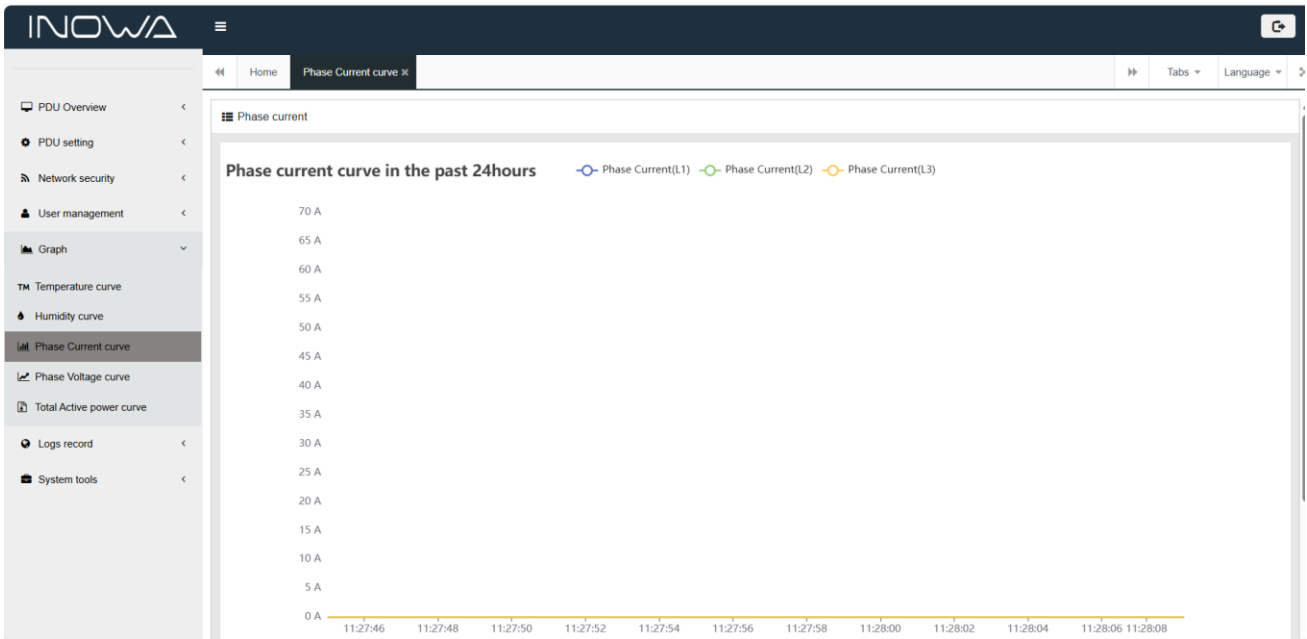 INOWA
Home
Phase Current curve
Tabs
Language
PDU Overview
PDU setting
Network security
User management
Graph
TM Temperature curve
Humidity curve
Phase Current curve
Phase Voltage curve
Total Active power curve
Logs record
System tools
Phase current
Phase current curve in the past 24hours
Phase Current(L1) Phase Current(L2) Phase Current(L3)
70 A
65 A
60 A
55 A
50 A
45 A
40 A
35 A
30 A
25 A
20 A
15 A
10 A
5 A
0 A
11:27:46 11:27:48 11:27:50 11:27:52 11:27:54 11:27:56 11:27:58 11:28:00 11:28:02 11:28:04 11:28:06 11:28:08